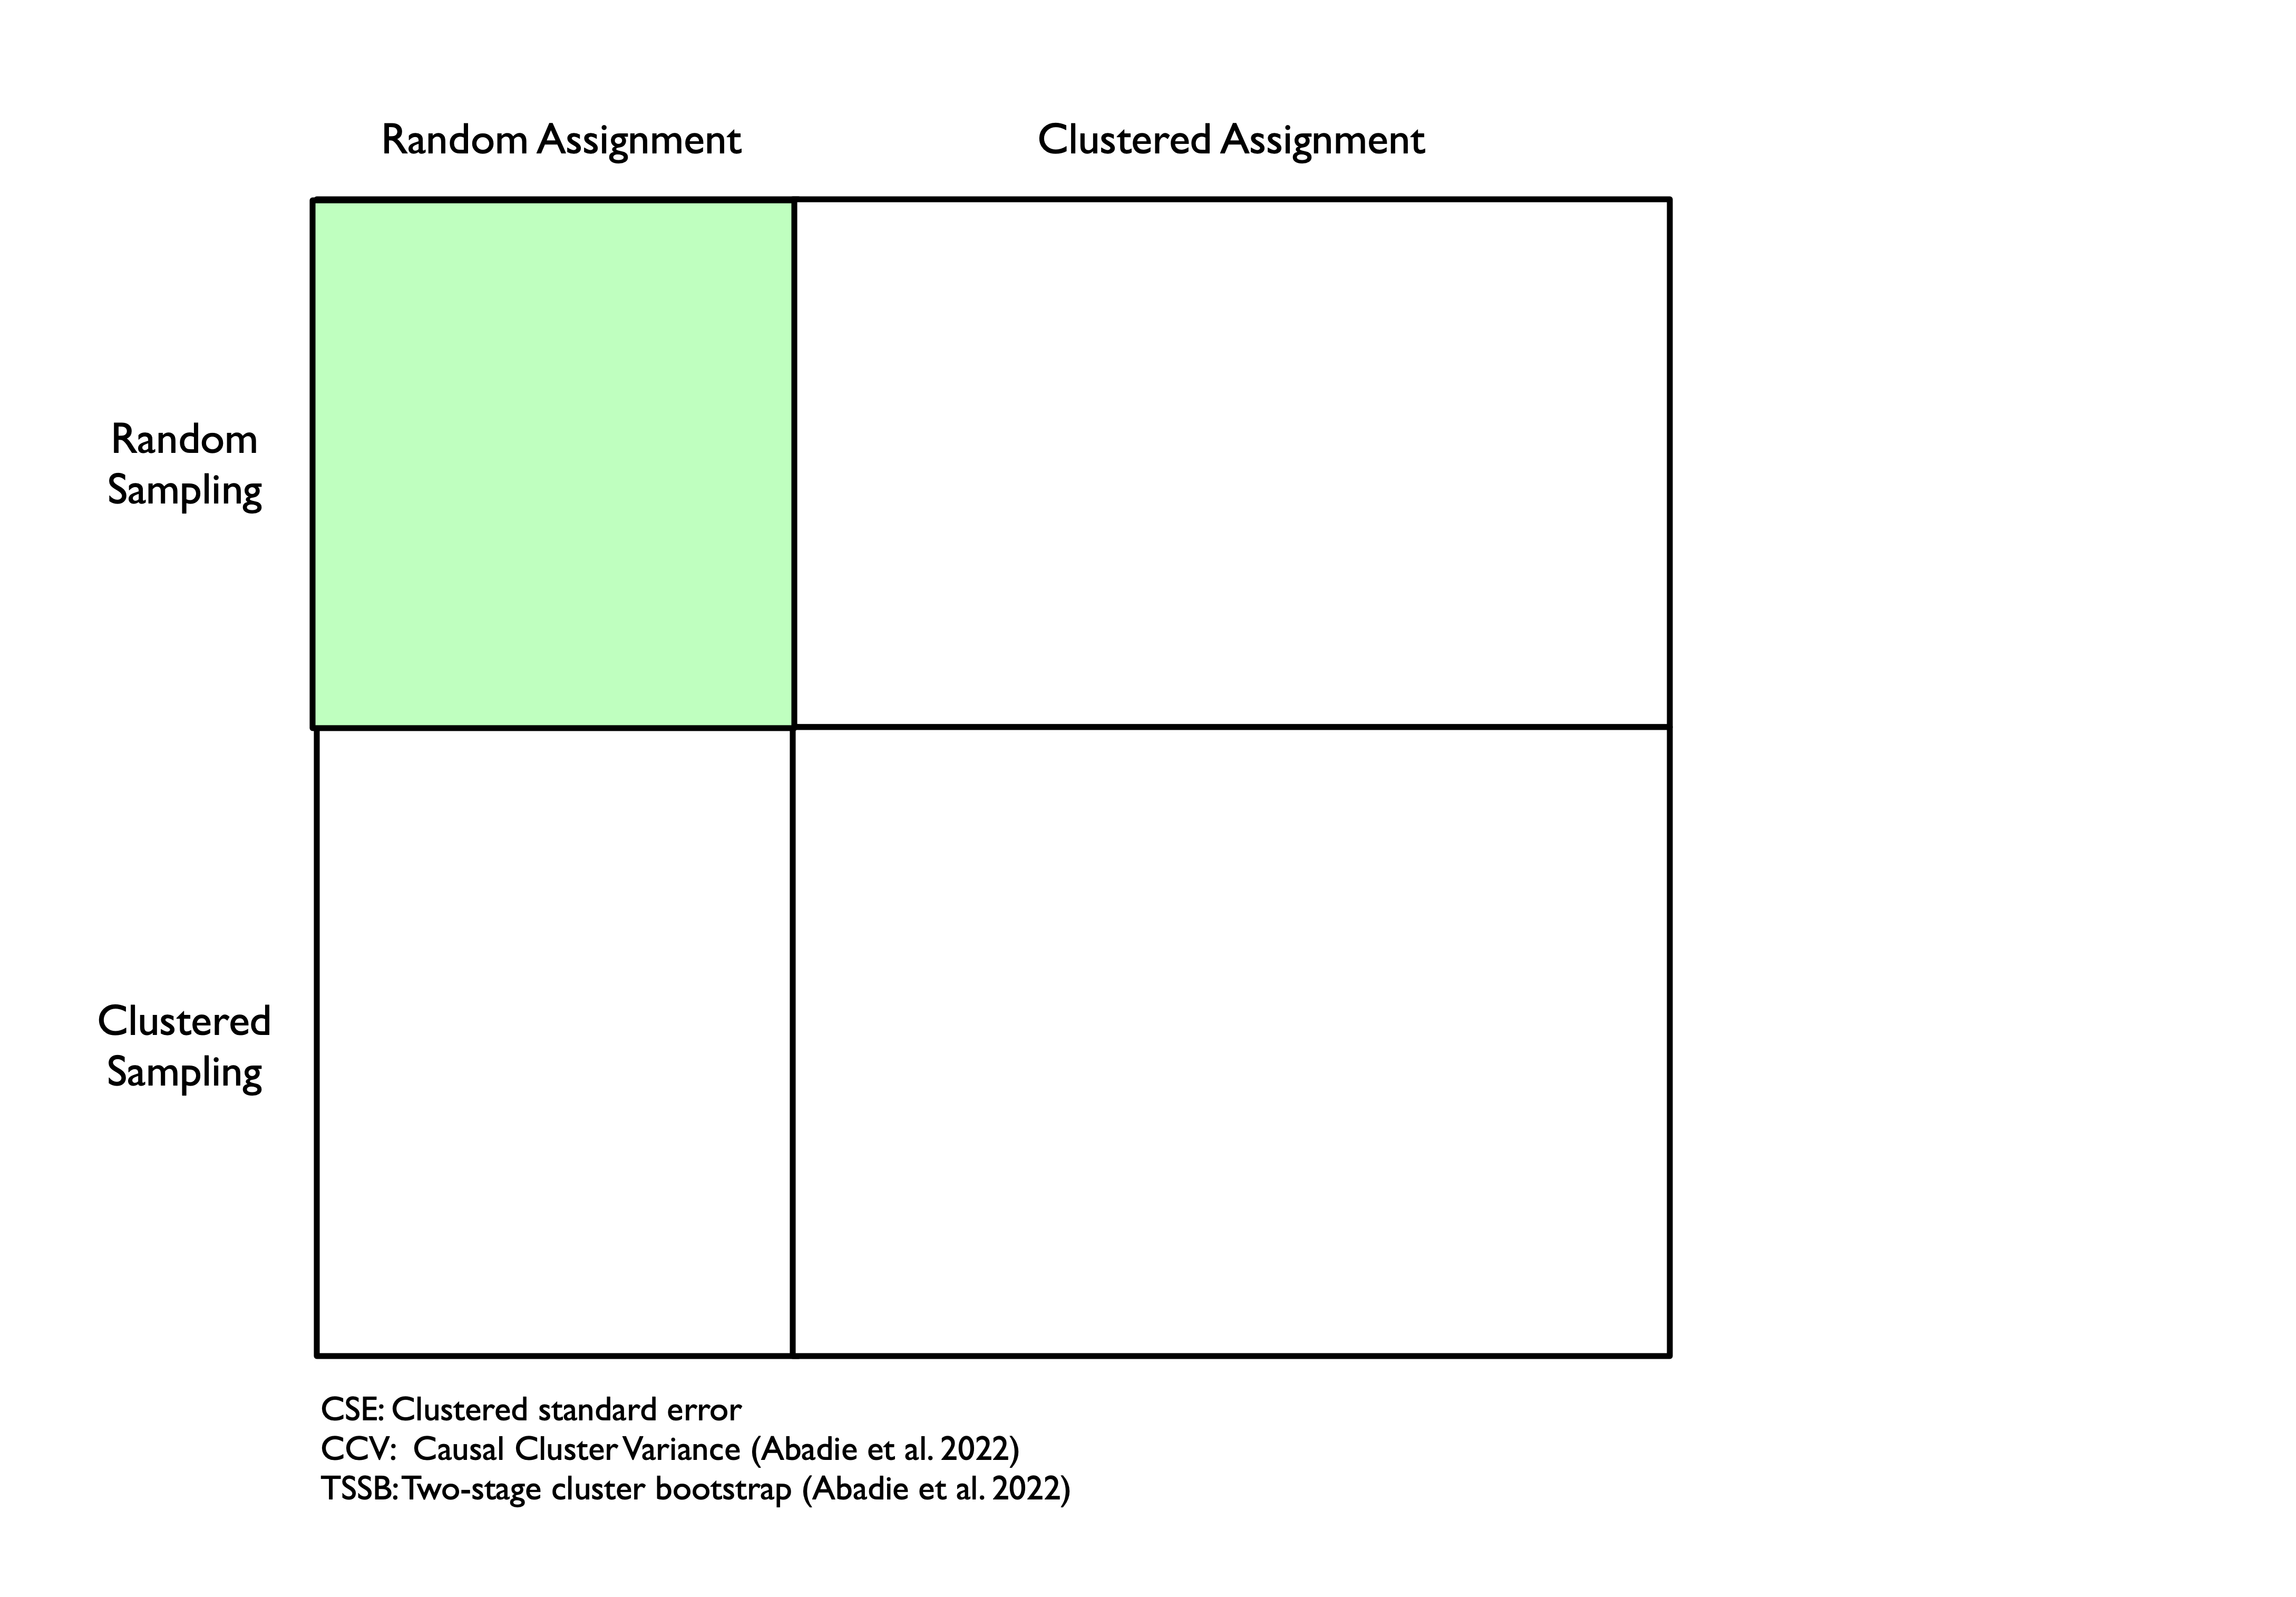 Random Assignment
Clustered Assignment
Random
Sampling
Clustered
Sampling
CSE: Clustered standard error
CCV: Causal Cluster Variance (Abadie et al. 2022)
TSSB: Two-stage cluster bootstrap (Abadie et al. 2022)